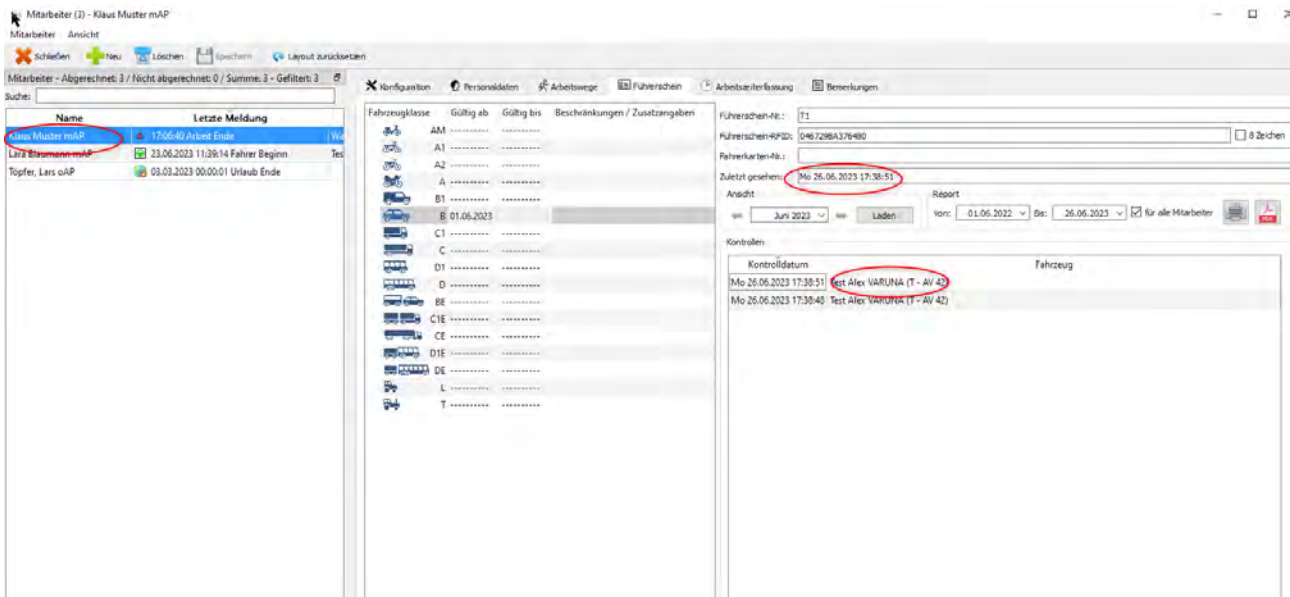 Mitarbeiter (3) - Klaus Muster mAP
Mitarbeiter Ansicht
Schließen Neu Löschen Speichern Layout zurücksetzen
Mitarbeiter - Abgerechnet: 3 / Nicht abgerechnet: 0 / Summe: 3 - Gefiltert: 3
Suche:
Name Letzte Meldung
Klaus Muster mAP 17:06:40 Arbeit Ende
Lara Blaumann mAP 23.06.2023 11:39:14 Fahrer Beginn Tes
Töpfer, Lars oAP 03.03.2023 00:00:01 Urlaub Ende
Konfiguration Personaldaten Arbeitswege Führerschein Arbeitszeiterfassung Bemerkungen
Fahrzeugklasse Gültig ab Gültig bis Beschränkungen / Zusatzangaben
AM ---------- ----------
A1 ---------- ----------
A2 ---------- ----------
A ---------- ----------
B1 ---------- ----------
B 01.06.2023
C1 ---------- ----------
C ---------- ----------
D1 ---------- ----------
D ---------- ----------
BE ---------- ----------
C1E ---------- ----------
CE ---------- ----------
D1E ---------- ----------
DE ---------- ----------
L ---------- ----------
T ---------- ----------
Führerschein-Nr.: T1
Führerschein-RFID: 0467298A376480 8 Zeichen
Fahrerkarten-Nr.:
Zuletzt gesehen: Mo 26.06.2023 17:38:51
Ansicht Report
Juni 2023 Laden Von: 01.06.2022 Bis: 26.06.2023 für alle Mitarbeiter
Kontrollen
Kontrolldatum Fahrzeug
Mo 26.06.2023 17:38:51 Test Alex VARUNA (T - AV 42)
Mo 26.06.2023 17:38:48 Test Alex VARUNA (T - AV 42)